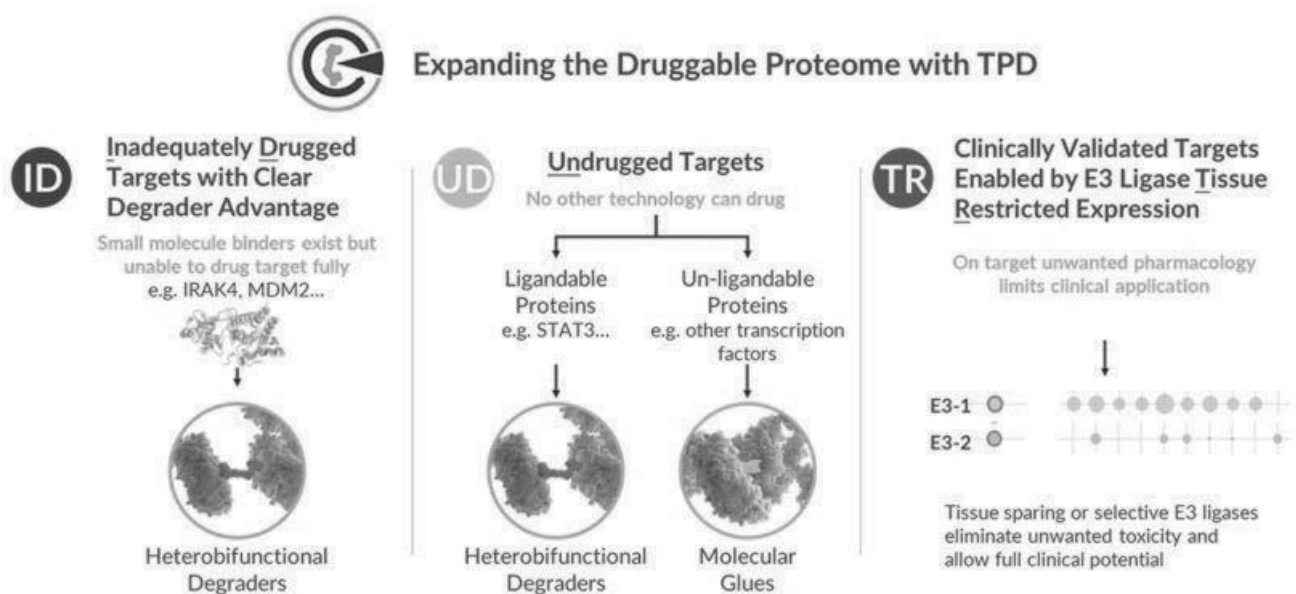 Expanding the Druggable Proteome with TPD
ID
Inadequately Drugged
Targets with Clear
Degrader Advantage
Small molecule binders exist but
unable to drug target fully
e.g. IRAK4, MDM2...
Heterobifunctional
Degraders
UD
Undrugged Targets
No other technology can drug
Ligandable
Proteins
e.g. STAT3...
Heterobifunctional
Degraders
Un-ligandable
Proteins
e.g. other transcription
factors
Molecular
Glues
TR
Clinically Validated Targets
Enabled by E3 Ligase Tissue
Restricted Expression
On target unwanted pharmacology
limits clinical application
E3-1
E3-2
Tissue sparing or selective E3 ligases
eliminate unwanted toxicity and
allow full clinical potential